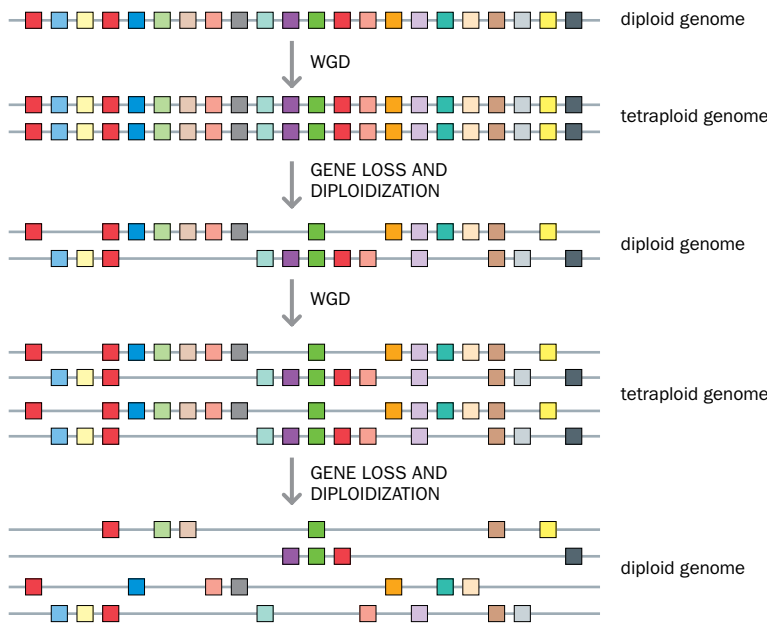 diploid genome
WGD
tetraploid genome
GENE LOSS AND
DIPLOIDIZATION
diploid genome
WGD
tetraploid genome
GENE LOSS AND
DIPLOIDIZATION
diploid genome